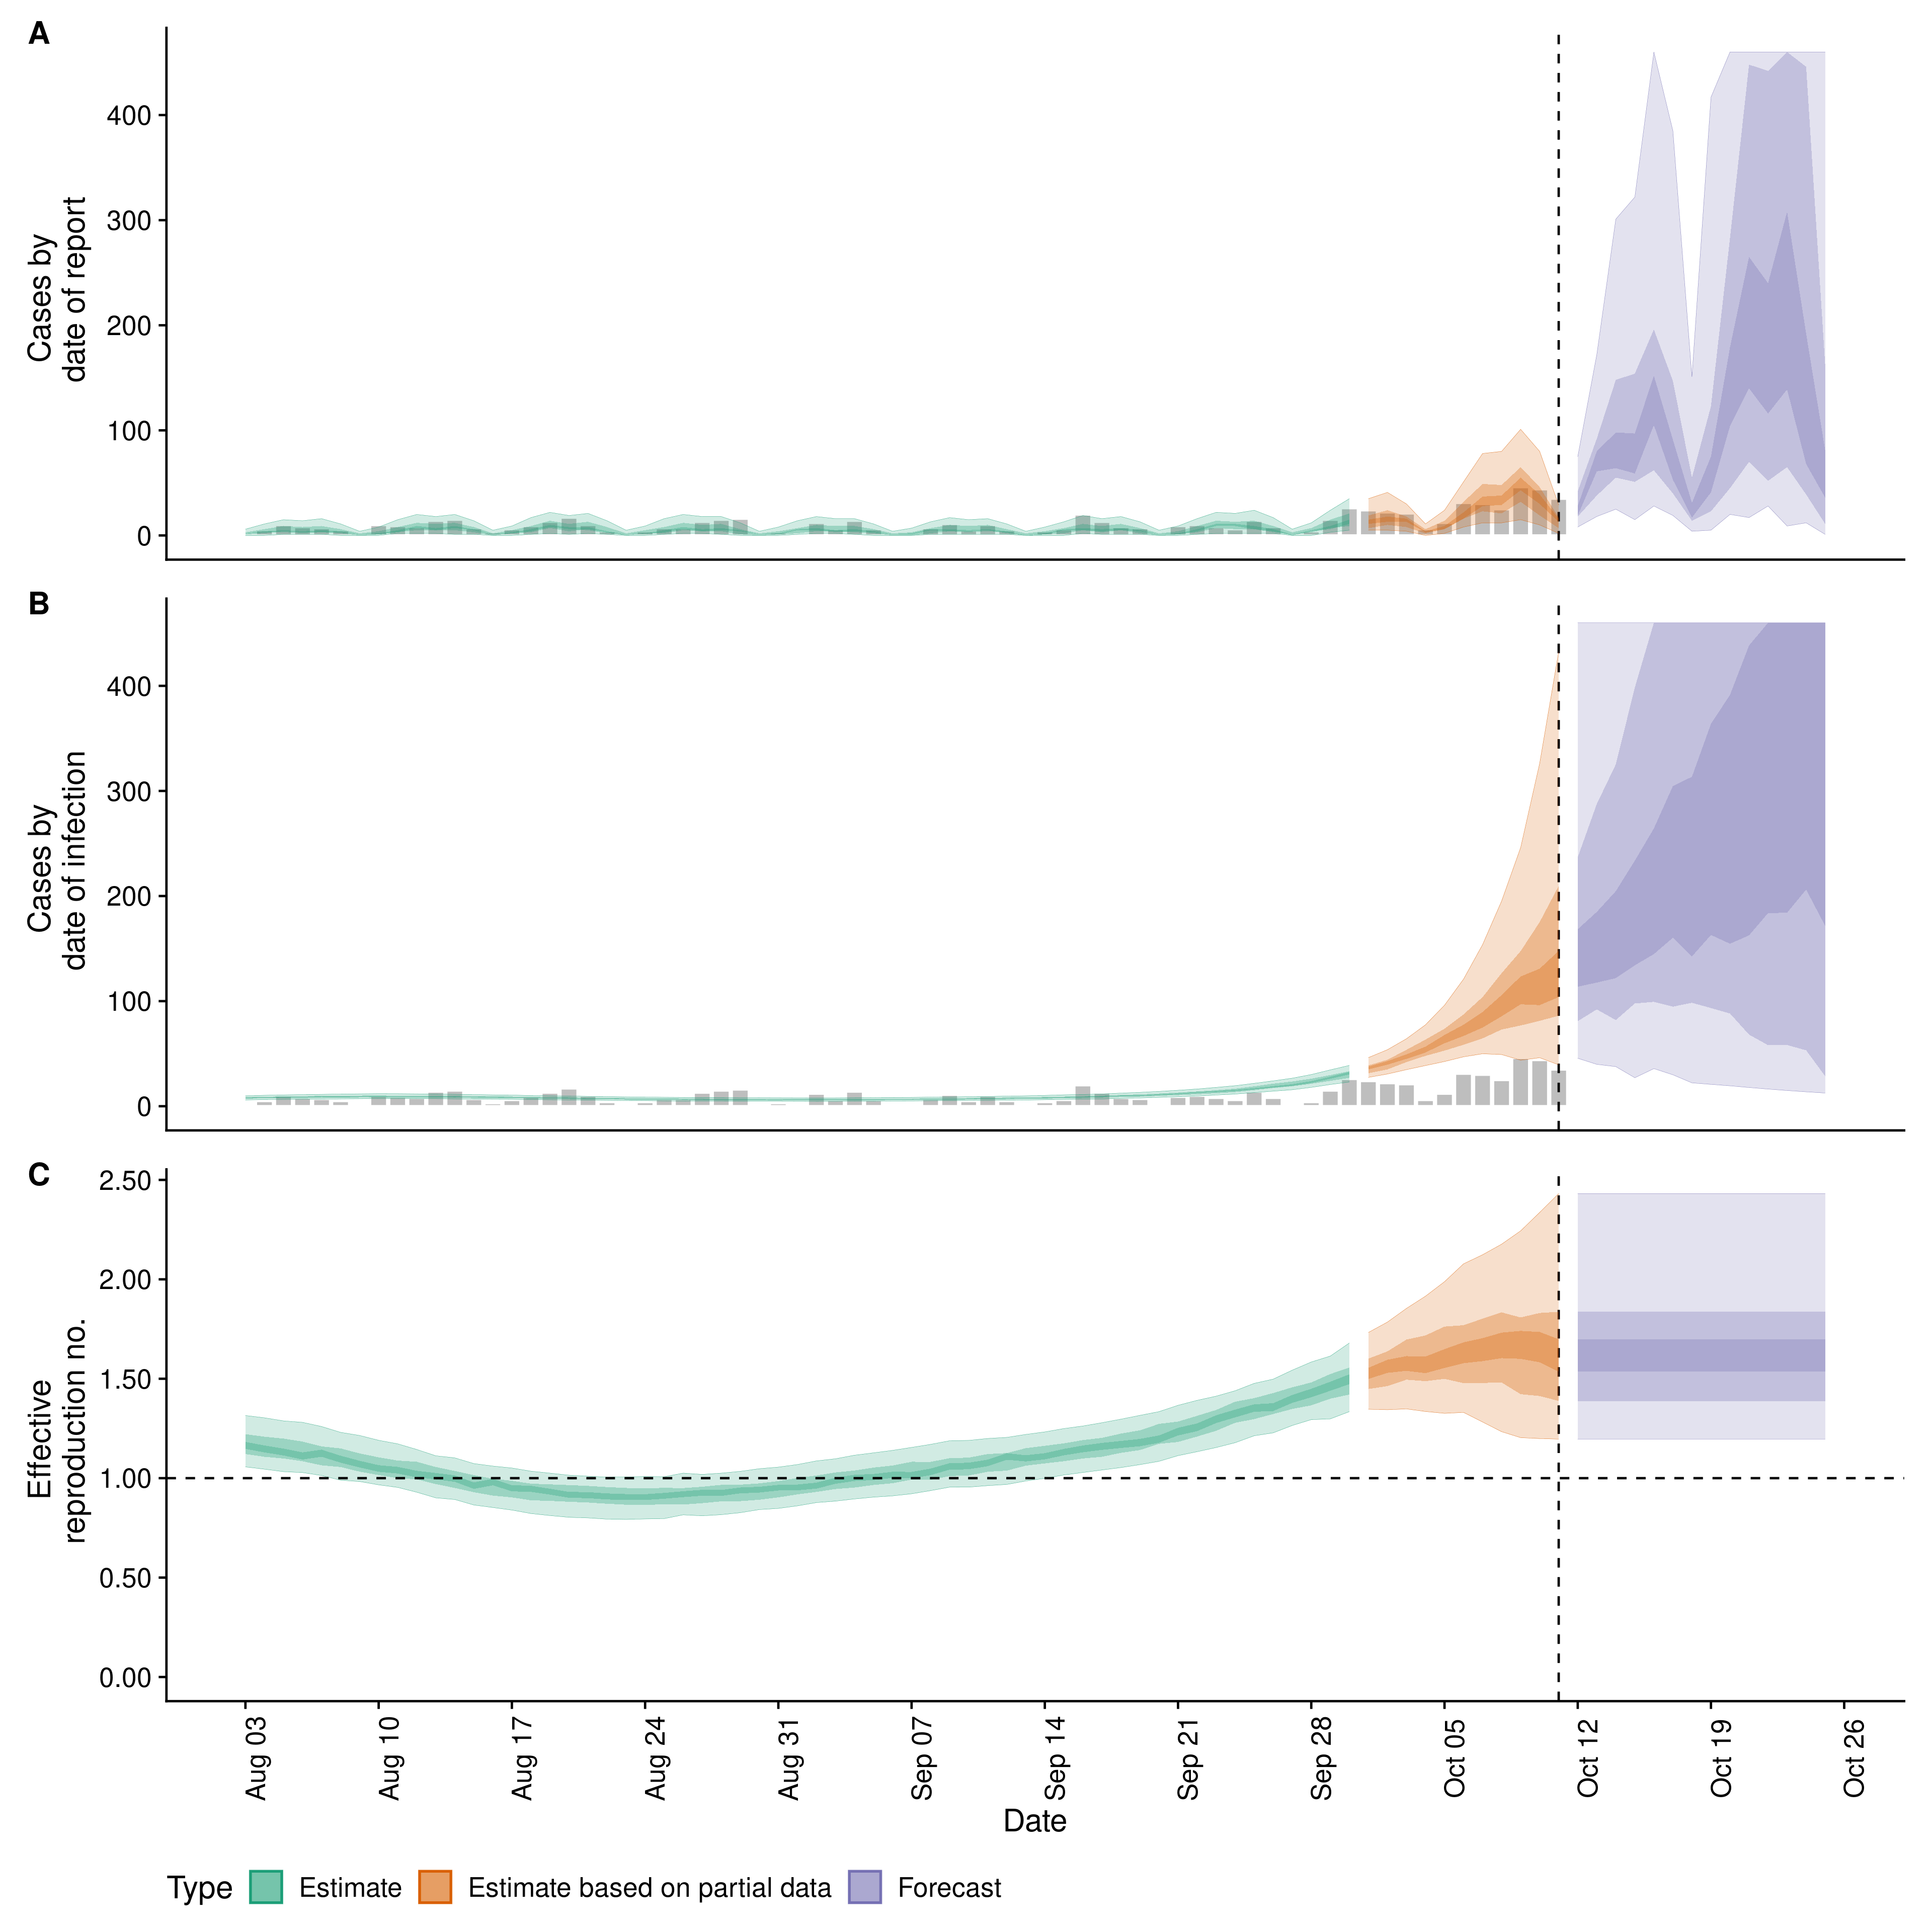 A
Cases by
date of report
400
300
200
100
0
B
Cases by
date of infection
400
300
200
100
0
C
Effective
reproduction no.
2.50
2.00
1.50
1.00
0.50
0.00
Aug 03
Aug 10
Aug 17
Aug 24
Aug 31
Sep 07
Sep 14
Sep 21
Sep 28
Oct 05
Oct 12
Oct 19
Oct 26
Date
Type Estimate Estimate based on partial data Forecast